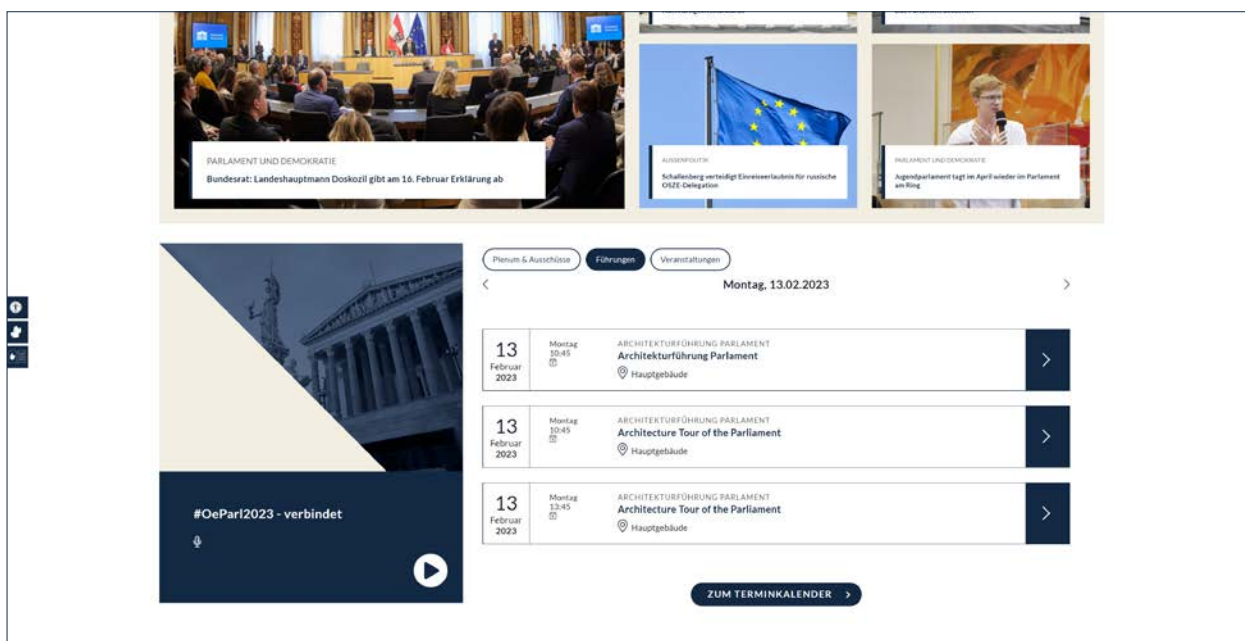 PARLAMENT UND DEMOKRATIE
Bundesrat: Landeshauptmann Doskozil gibt am 16. Februar Erklärung ab
AUSSENPOLITIK
Schallenberg verteidigt Einreiseerlaubnis für russische
OSZE-Delegation
PARLAMENT UND DEMOKRATIE
Jugendparlament tagt im April wieder im Parlament
am Ring
#OeParl2023 - verbindet
Plenum & Ausschüsse
Führungen
Veranstaltungen
Montag, 13.02.2023
13
Februar
2023
Montag
10:45
ARCHITEKTURFÜHRUNG PARLAMENT
Architekturführung Parlament
Hauptgebäude
13
Februar
2023
Montag
10:45
ARCHITEKTURFÜHRUNG PARLAMENT
Architecture Tour of the Parliament
Hauptgebäude
13
Februar
2023
Montag
13:45
ARCHITEKTURFÜHRUNG PARLAMENT
Architecture Tour of the Parliament
Hauptgebäude
ZUM TERMINKALENDER